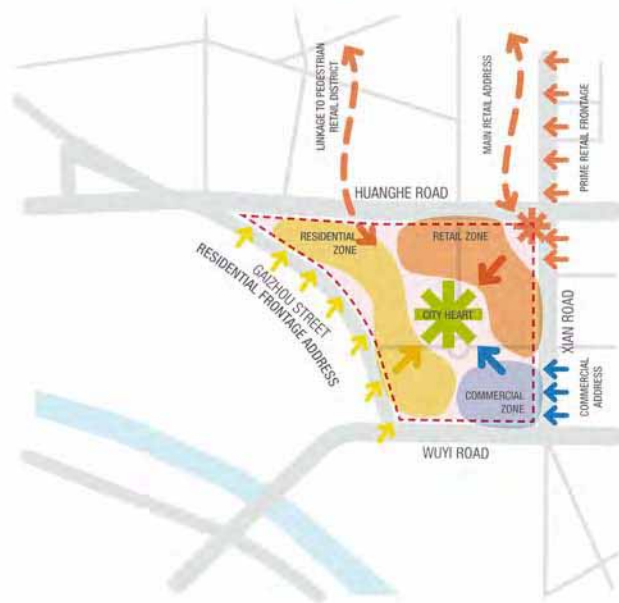 LINKAGE TO PEDESTRIAN
RETAIL DISTRICT
MAIN RETAIL ADDRESS
PRIME RETAIL FRONTAGE
HUANGHE ROAD
RESIDENTIAL
ZONE
RETAIL ZONE
GAIZHOU STREET
RESIDENTIAL FRONTAGE ADDRESS
CITY HEART
XIAN ROAD
COMMERCIAL
ZONE
COMMERCIAL
ADDRESS
WUYI ROAD